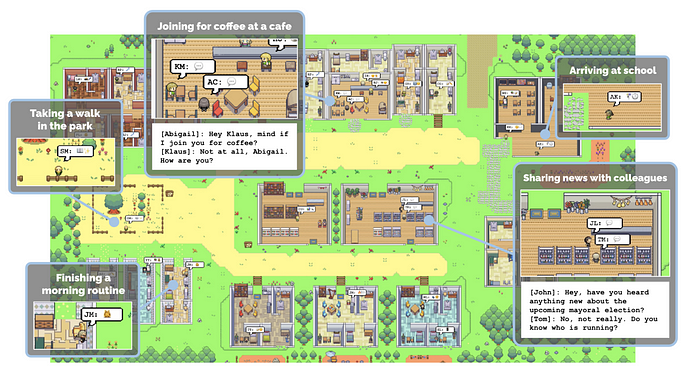 Joining for coffee at a cafe
KM:
AC:
[Abigail]: Hey Klaus, mind if
I join you for coffee?
[Klaus]: Not at all, Abigail.
How are you?
Taking a walk
in the park
SM:
Arriving at school
AK:
Sharing news with colleagues
JL:
TM:
[John]: Hey, have you heard
anything new about the
upcoming mayoral election?
[Tom]: No, not really. Do you
know who is running?
Finishing a
morning routine
JM: